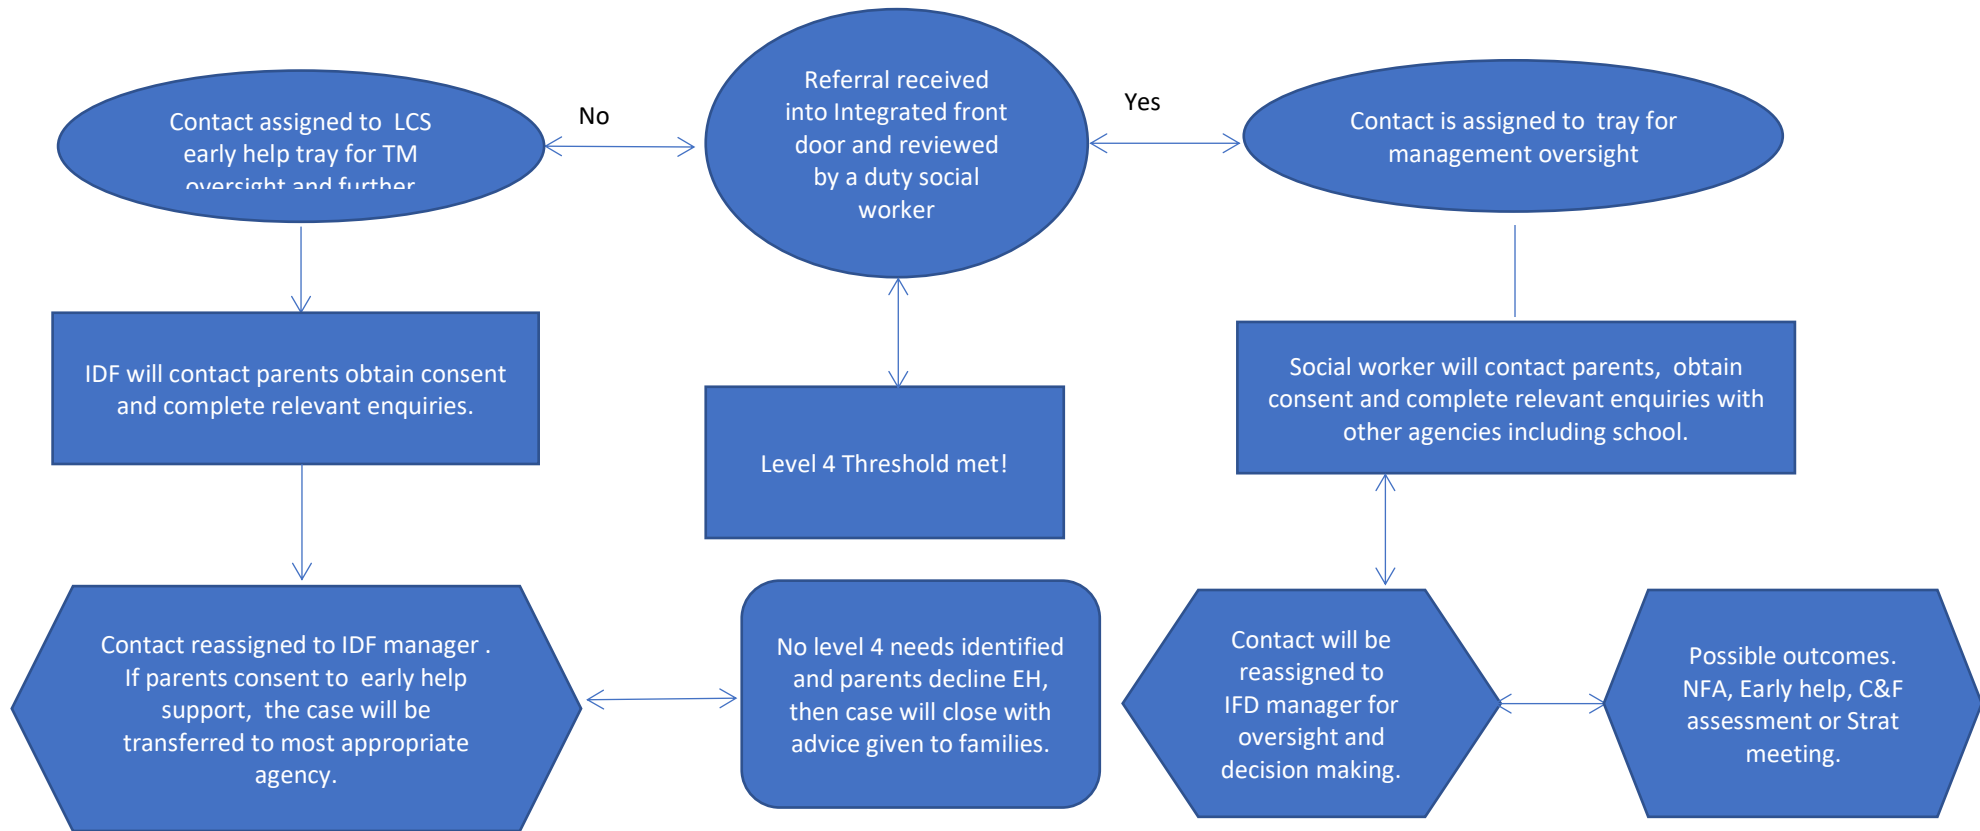 Contact assigned to  LCS
early help tray for TM
oversight and further
No
Referral received
into Integrated front
door and reviewed
by a duty social
worker
Yes
Contact is assigned to  tray for
management oversight
IDF will contact parents obtain consent
and complete relevant enquiries.
Level 4 Threshold met!
Social worker will contact parents,  obtain
consent and complete relevant enquiries with
other agencies including school.
Contact reassigned to IDF manager .
If parents consent to  early help
support,  the case will be
transferred to most appropriate
agency.
No level 4 needs identified
and parents decline EH,
then case will close with
advice given to families.
Contact will be
reassigned to
IFD manager for
oversight and
decision making.
Possible outcomes.
NFA, Early help, C&F
assessment or Strat
meeting.